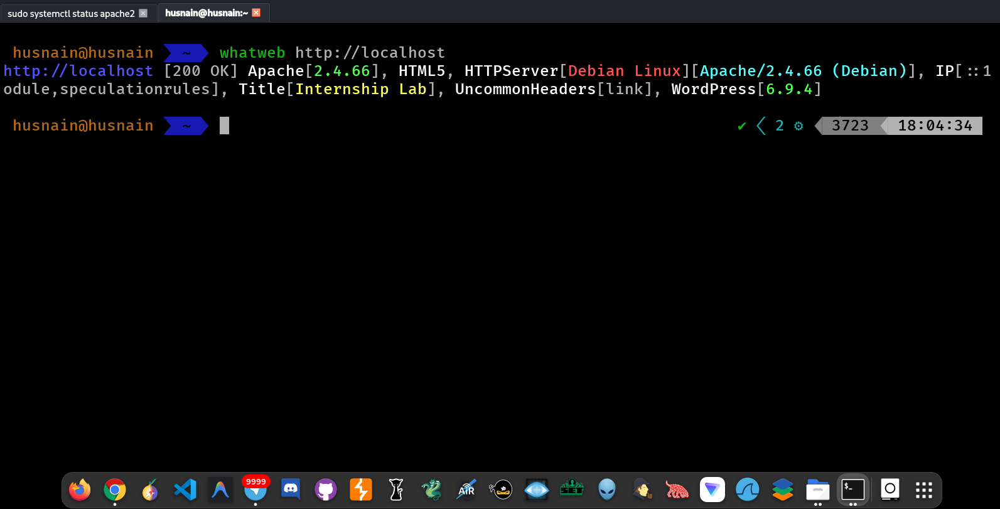 sudo systemctl status apache2
husnain@husnain:~
husnain@husnain ~ whatweb http://localhost
http://localhost [200 OK] Apache[2.4.66], HTML5, HTTPServer[Debian Linux][Apache/2.4.66 (Debian)], IP[::1
odule,speculationrules], Title[Internship Lab], UncommonHeaders[link], WordPress[6.9.4]
husnain@husnain ~ ✔ 2 ⚙ 3723 18:04:34
9999
AiR
SET
$_